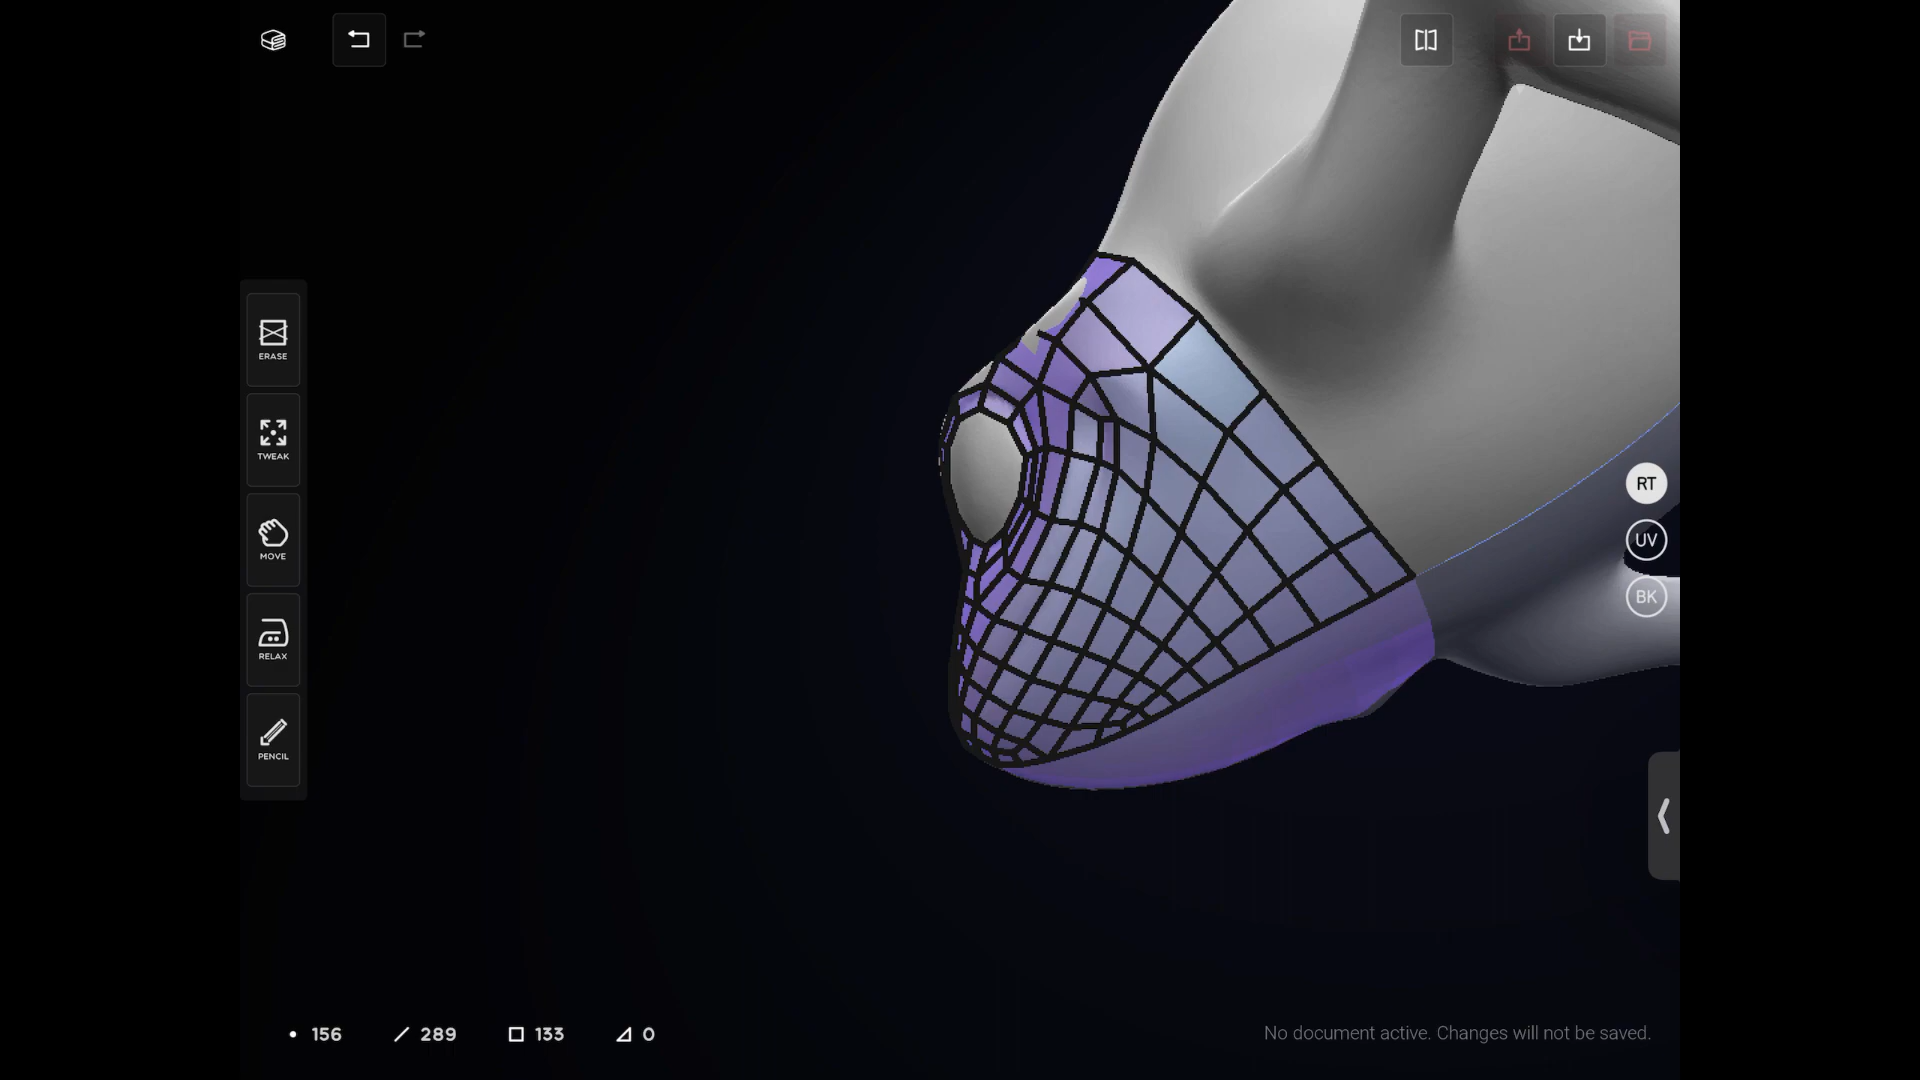 ERASE
TWEAK
MOVE
RELAX
PENCIL
RT
UV
BK
156 289 133 0
No document active. Changes will not be saved.